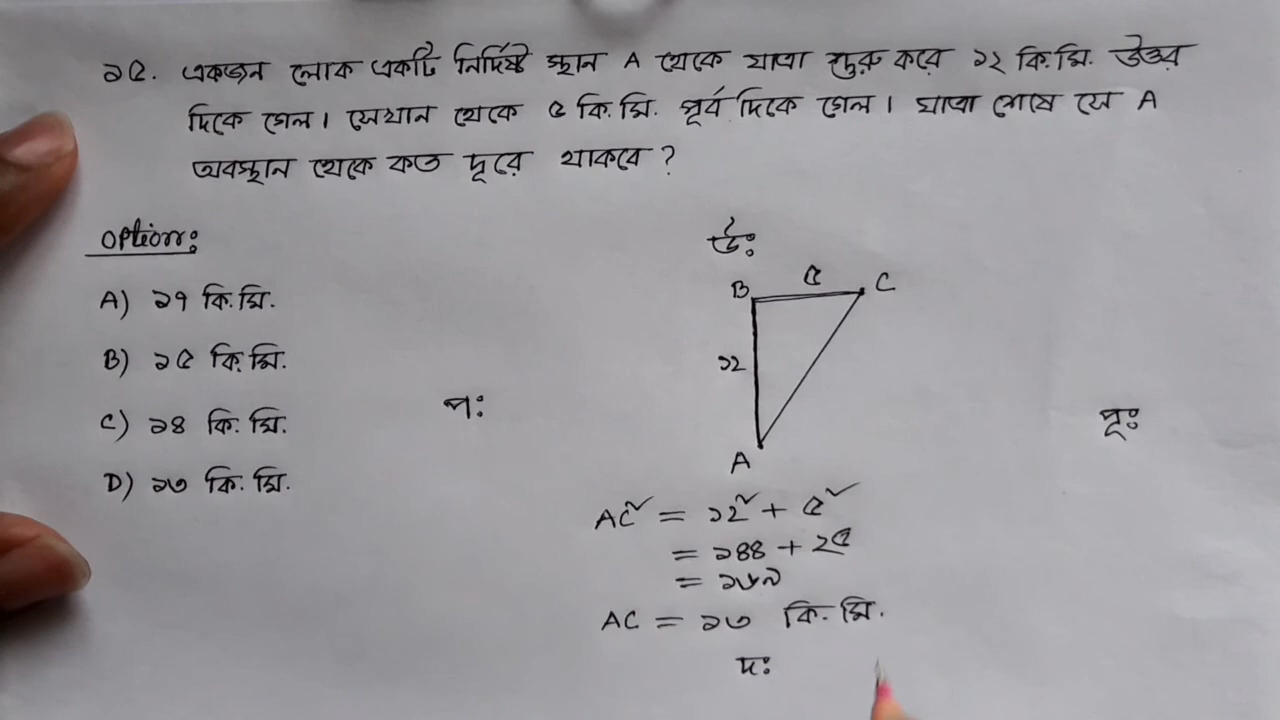 ১৫. একজন লোক একটি নির্দিষ্ট স্থান A থেকে যাত্রা শুরু করে ১২ কি.মি. উত্তর
দিকে গেল। সেখান থেকে ৫ কি.মি. পূর্ব দিকে গেল। যাত্রা শেষে সে A
অবস্থান থেকে কত দূরে থাকবে ?
Option:
A) ১৭ কি.মি.
B) ১৫ কি.মি.
C) ১৪ কি.মি.
D) ১৩ কি.মি.
উঃ
B ৫ C
১২
পঃ
পূঃ
A
AC² = ১২² + ৫²
= ১৪৪ + ২৫
= ১৬৯
AC = ১৩ কি.মি.
দঃ